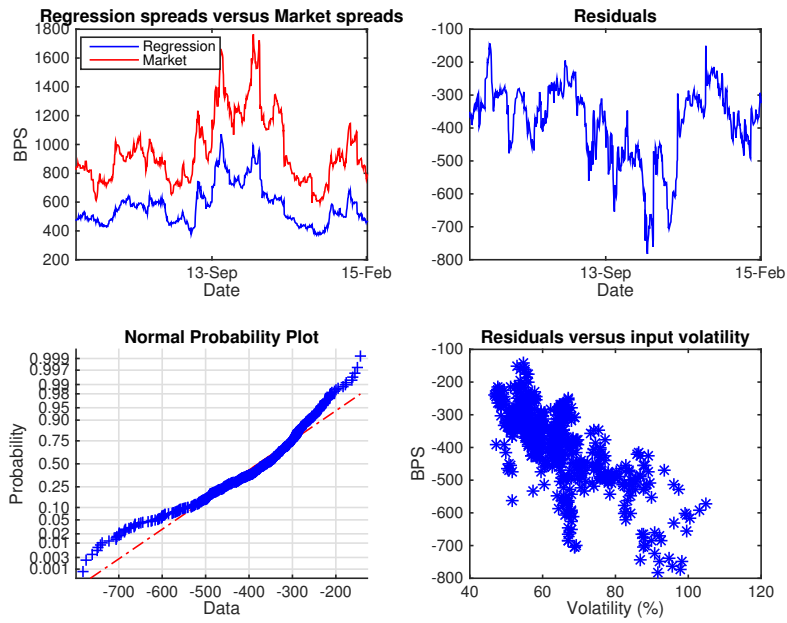 Regression spreads versus Market spreads
1800
1600
1400
1200
1000
800
600
400
200
BPS
Regression
Market
13-Sep
15-Feb
Date
Residuals
-100
-200
-300
-400
-500
-600
-700
-800
13-Sep
15-Feb
Date
Normal Probability Plot
0.999
0.997
0.99
0.98
0.95
0.90
0.75
0.50
0.25
0.10
0.05
0.02
0.01
0.003
0.001
Probability
-700 -600 -500 -400 -300 -200
Data
Residuals versus input volatility
-100
-200
-300
-400
-500
-600
-700
-800
BPS
40 60 80 100 120
Volatility (%)